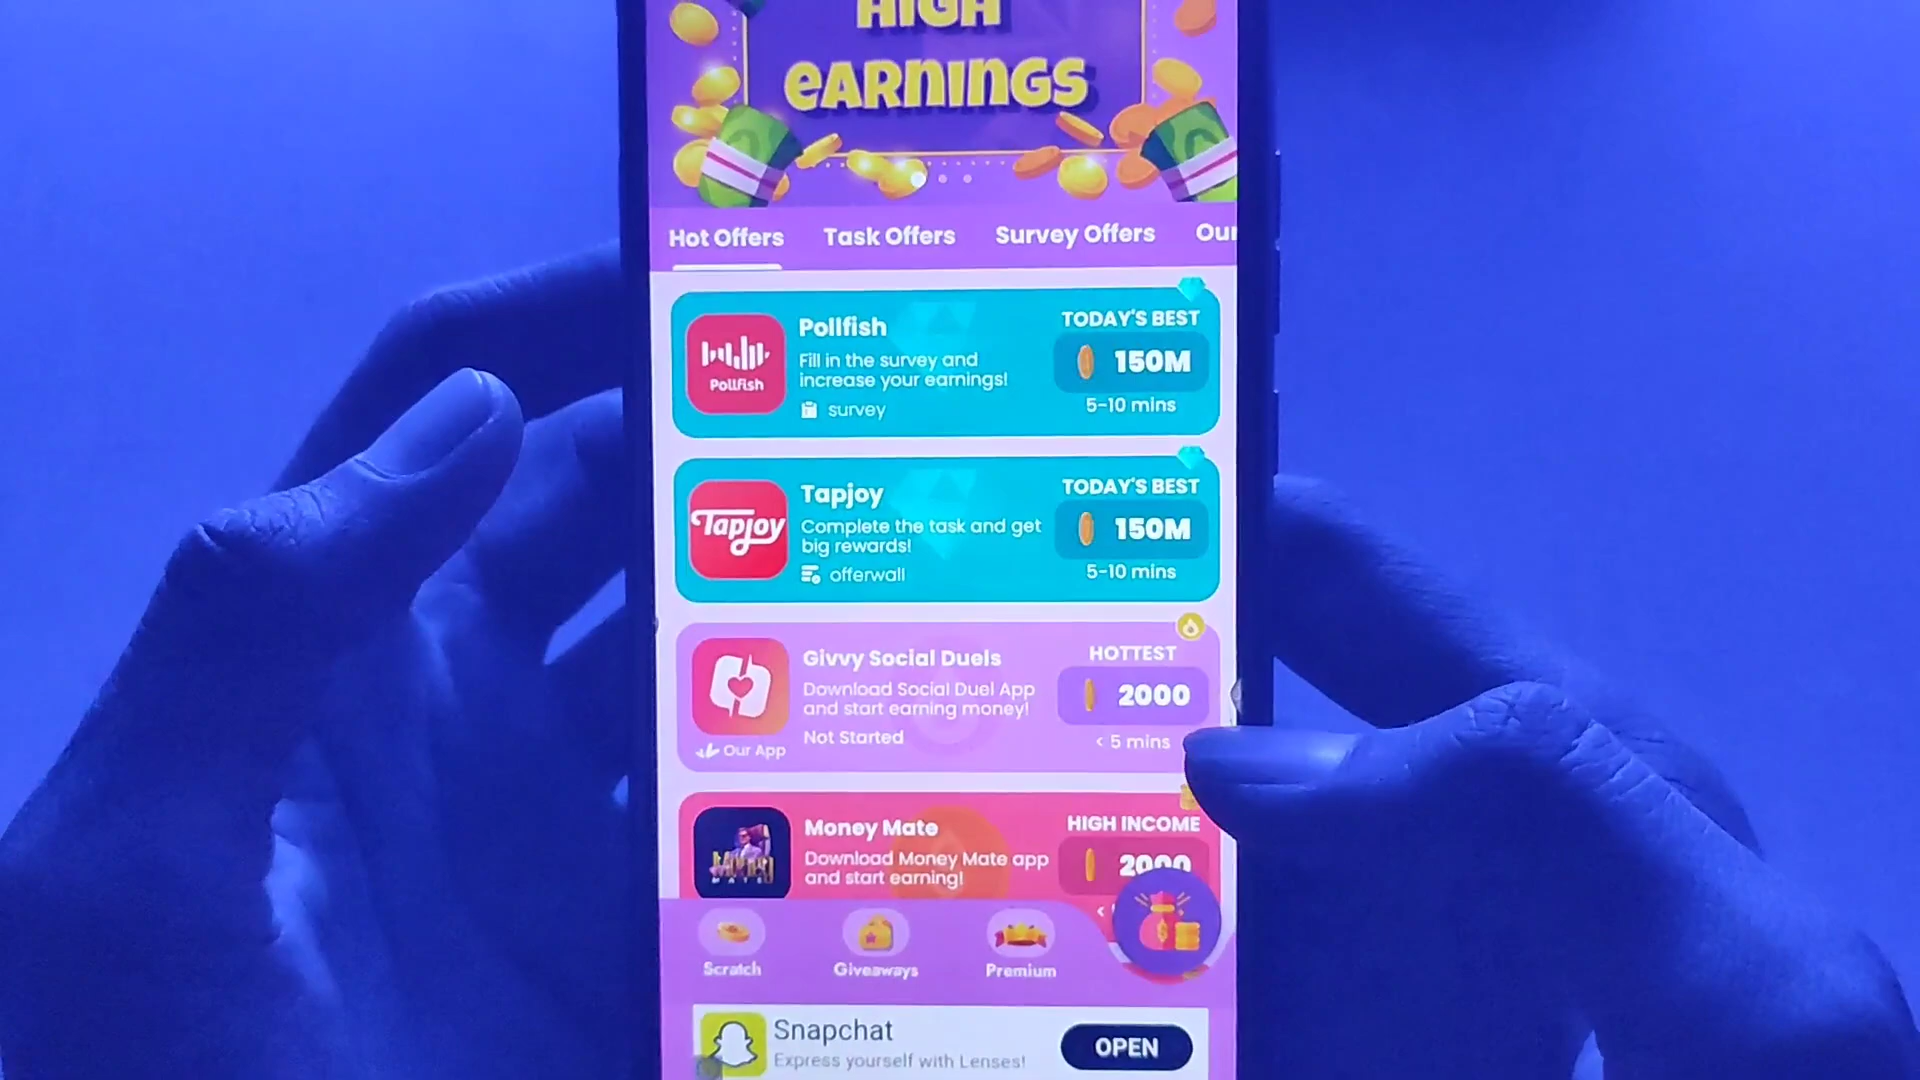 HIGH
EARNINGS
Hot Offers
Task Offers
Survey Offers
Our
Pollfish
Pollfish
Fill in the survey and
increase your earnings!
survey
TODAY'S BEST
150M
5-10 mins
Tapjoy
Tapjoy
Complete the task and get
big rewards!
offerwall
TODAY'S BEST
150M
5-10 mins
Our App
Givvy Social Duels
Download Social Duel App
and start earning money!
Not Started
HOTTEST
2000
< 5 mins
Money Mate
Download Money Mate app
and start earning!
HIGH INCOME
2000
<
Scratch
Giveaways
Premium
Snapchat
Express yourself with Lenses!
OPEN